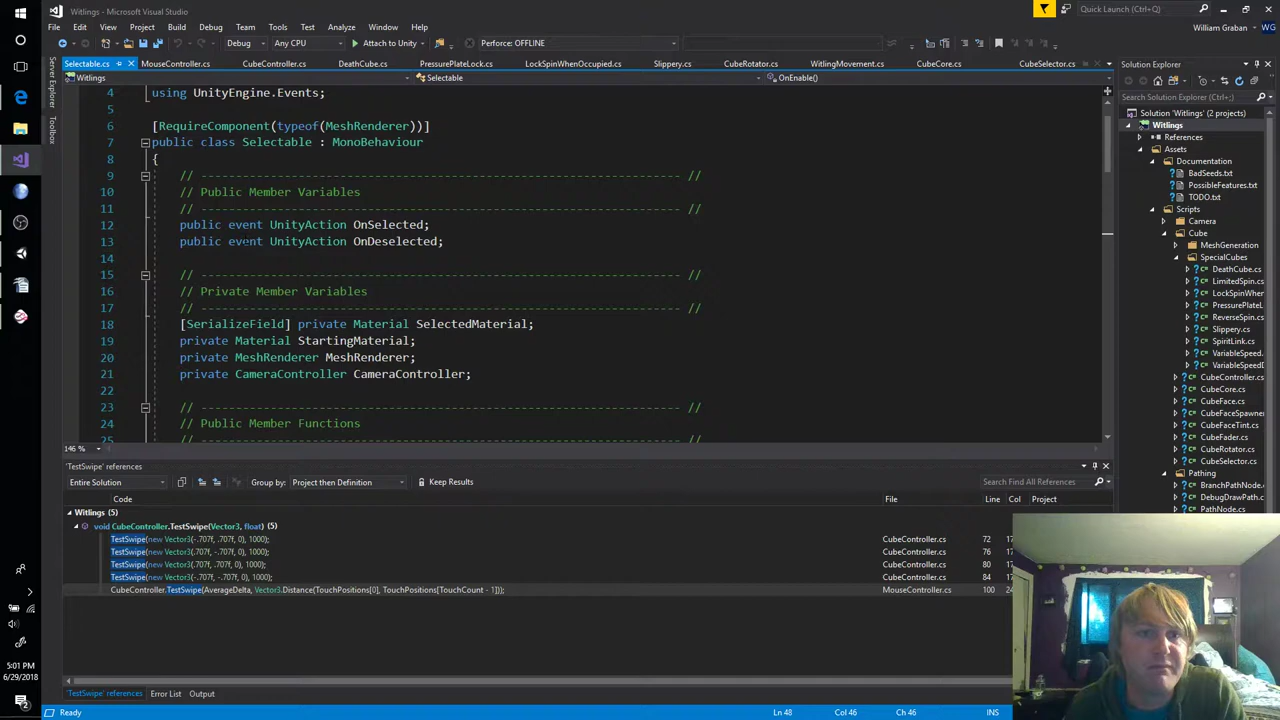 Witlings - Microsoft Visual Studio
Quick Launch (Ctrl+Q)
File Edit View Project Build Debug Team Tools Test Analyze Window Help
William Graban WG
Debug Any CPU Attach to Unity Perforce: OFFLINE
Server Explorer
Toolbox
Selectable.cs MouseController.cs CubeController.cs DeathCube.cs PressurePlateLock.cs LockSpinWhenOccupied.cs Slippery.cs CubeRotator.cs WitlingMovement.cs CubeCore.cs CubeSelector.cs
Witlings Selectable OnEnable()
4 using UnityEngine.Events;
5
6 [RequireComponent(typeof(MeshRenderer))]
7 public class Selectable : MonoBehaviour
8 {
9 // ---------------------------------------------------------------------- //
10 // Public Member Variables
11 // ---------------------------------------------------------------------- //
12 public event UnityAction OnSelected;
13 public event UnityAction OnDeselected;
14
15 // ---------------------------------------------------------------------- //
16 // Private Member Variables
17 // ---------------------------------------------------------------------- //
18 [SerializeField] private Material SelectedMaterial;
19 private Material StartingMaterial;
20 private MeshRenderer MeshRenderer;
21 private CameraController CameraController;
22
23 // ---------------------------------------------------------------------- //
24 // Public Member Functions
25 // ---------------------------------------------------------------------- //
146 %
Solution Explorer
Search Solution Explorer (Ctrl+;)
Solution 'Witlings' (2 projects)
Witlings
References
Assets
Documentation
BadSeeds.txt
PossibleFeatures.txt
TODO.txt
Scripts
Camera
Cube
MeshGeneration
SpecialCubes
DeathCube.cs
LimitedSpin.cs
LockSpinWhen
PressurePlateL
ReverseSpin.cs
Slippery.cs
SpiritLink.cs
VariableSpeed.
VariableSpeedD
CubeController.cs
CubeCore.cs
CubeFace.cs
CubeFaceSpawner
CubeFaceTint.cs
CubeFader.cs
CubeRotator.cs
CubeSelector.cs
Pathing
BranchPathNode.
DebugDrawPath.
PathNode.cs
'TestSwipe' references
Entire Solution Group by: Project then Definition Keep Results Search Find All References
Code File Line Col Project
Witlings (5)
void CubeController.TestSwipe(Vector3, float) (5)
TestSwipe(new Vector3(-.707f, .707f, 0), 1000); CubeController.cs 72 17
TestSwipe(new Vector3(.707f, -.707f, 0), 1000); CubeController.cs 76 17
TestSwipe(new Vector3(.707f, .707f, 0), 1000); CubeController.cs 80 17
TestSwipe(new Vector3(-.707f, -.707f, 0), 1000); CubeController.cs 84 17
CubeController.TestSwipe(AverageDelta, Vector3.Distance(TouchPositions[0], TouchPositions[TouchCount - 1])); MouseController.cs 100 24
'TestSwipe' references Error List Output
Ready Ln 48 Col 46 Ch 46 INS
5:01 PM
6/29/2018
2